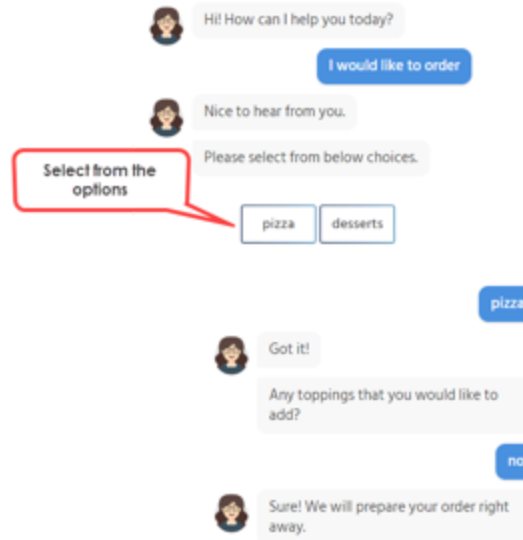 Hi! How can I help you today?
I would like to order
Nice to hear from you.
Please select from below choices.
Select from the
options
pizza
desserts
pizza
Got it!
Any toppings that you would like to
add?
no
Sure! We will prepare your order right
away.